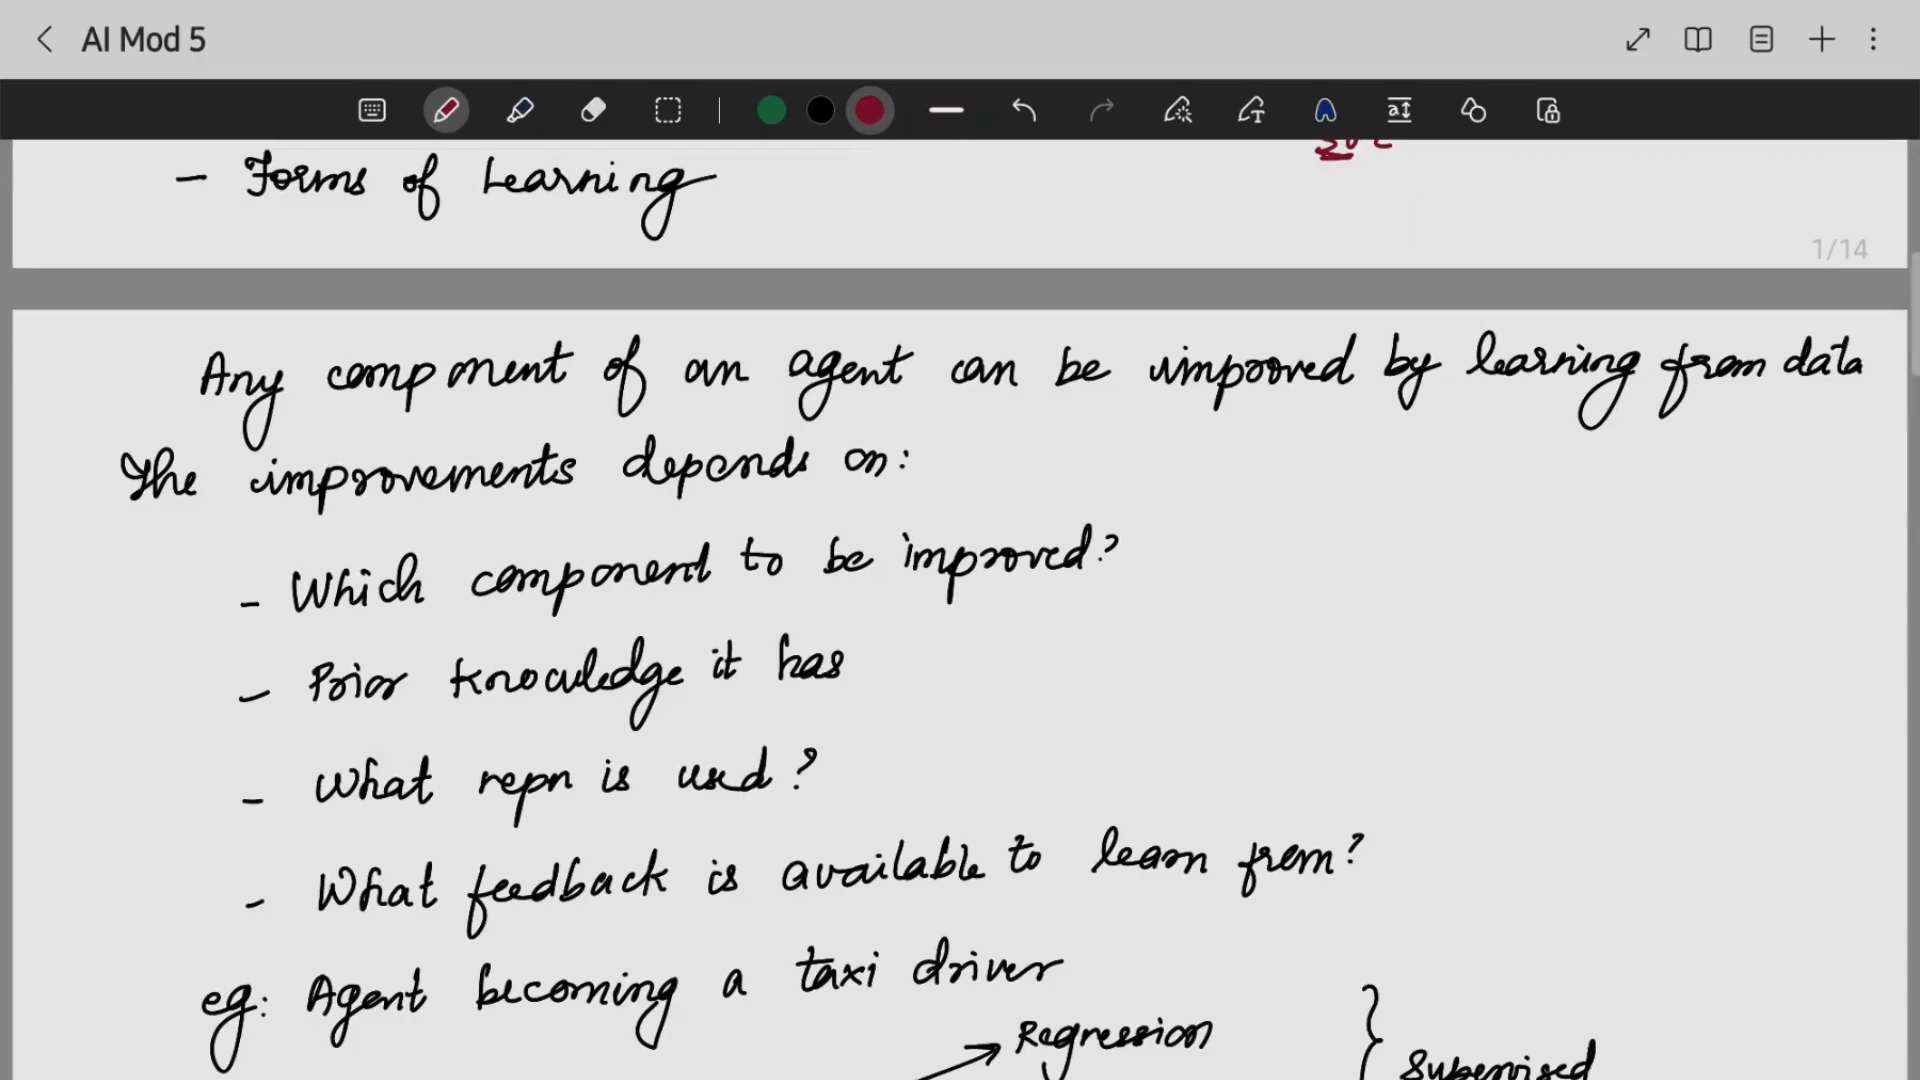 AI Mod 5
- Forms of Learning
1/14
Any component of an agent can be improved by learning from data
The improvements depends on:
- Which component to be improved?
- Prior knowledge it has
- What repn is used?
- What feedback is available to learn from?
eg: Agent becoming a taxi driver
Regression
Supervised